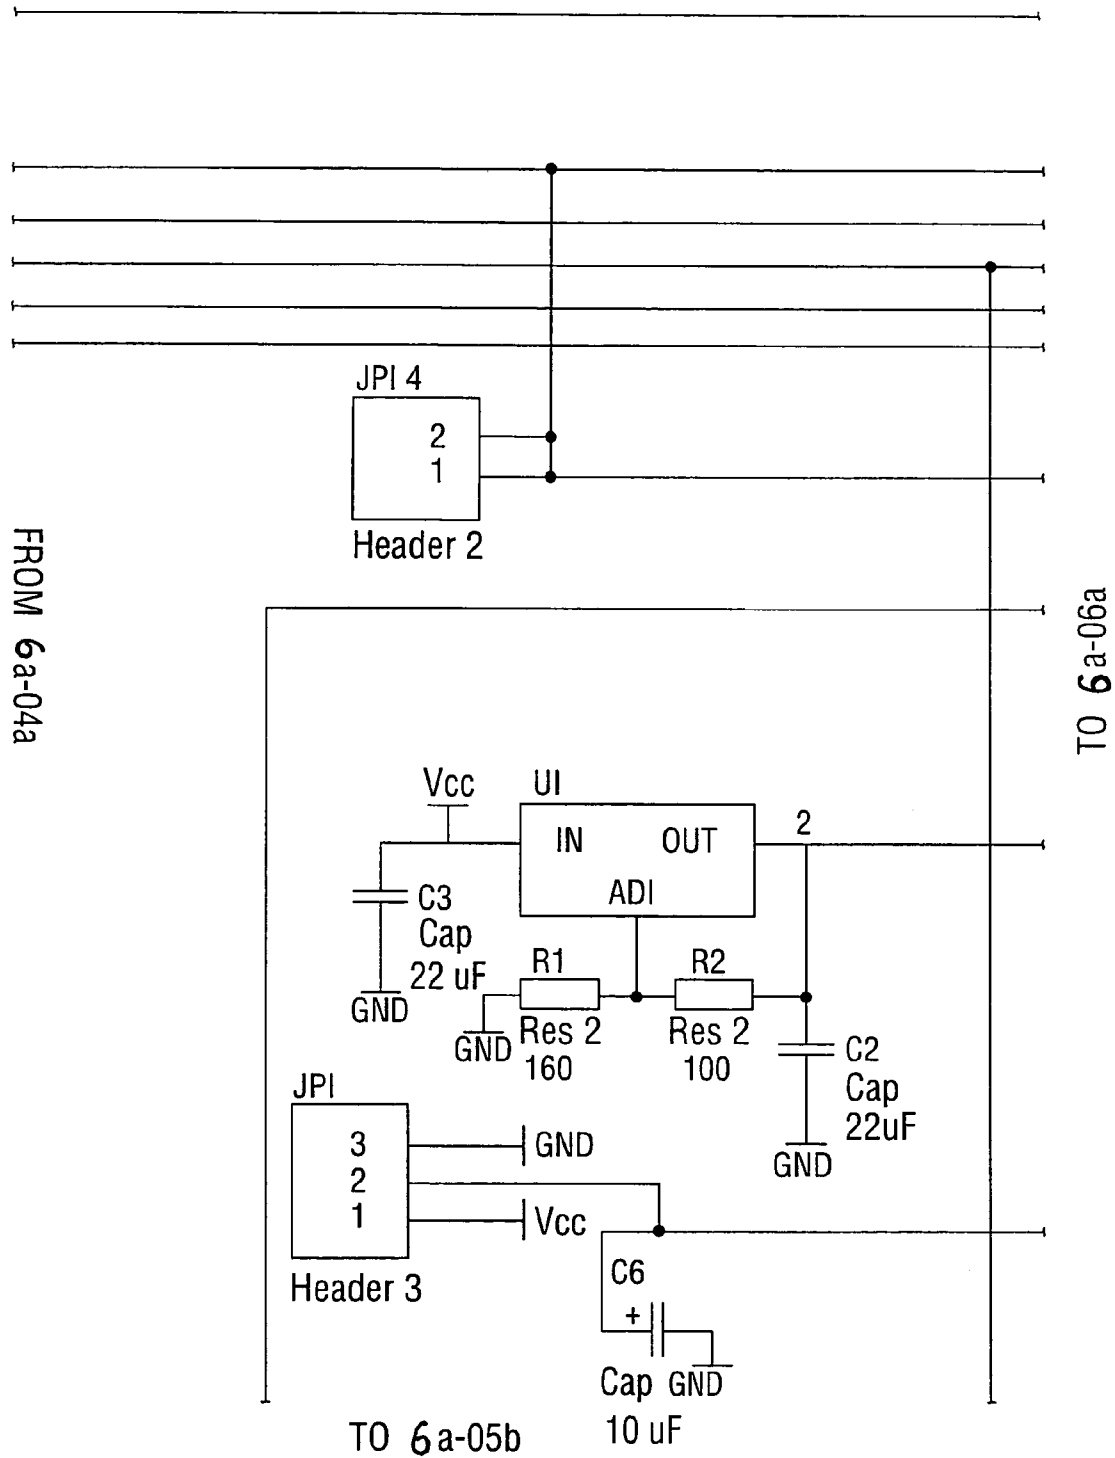 JPI 4
2
1
Header 2
FROM 6a-04a
TO 6a-06a
Vcc
UI
IN OUT
2
ADI
C3
Cap
22 uF
GND
R1
Res 2
160
GND
R2
Res 2
100
C2
Cap
22uF
GND
JPI
3
2
1
GND
Vcc
Header 3
C6
+
Cap
10 uF
GND
TO 6a-05b